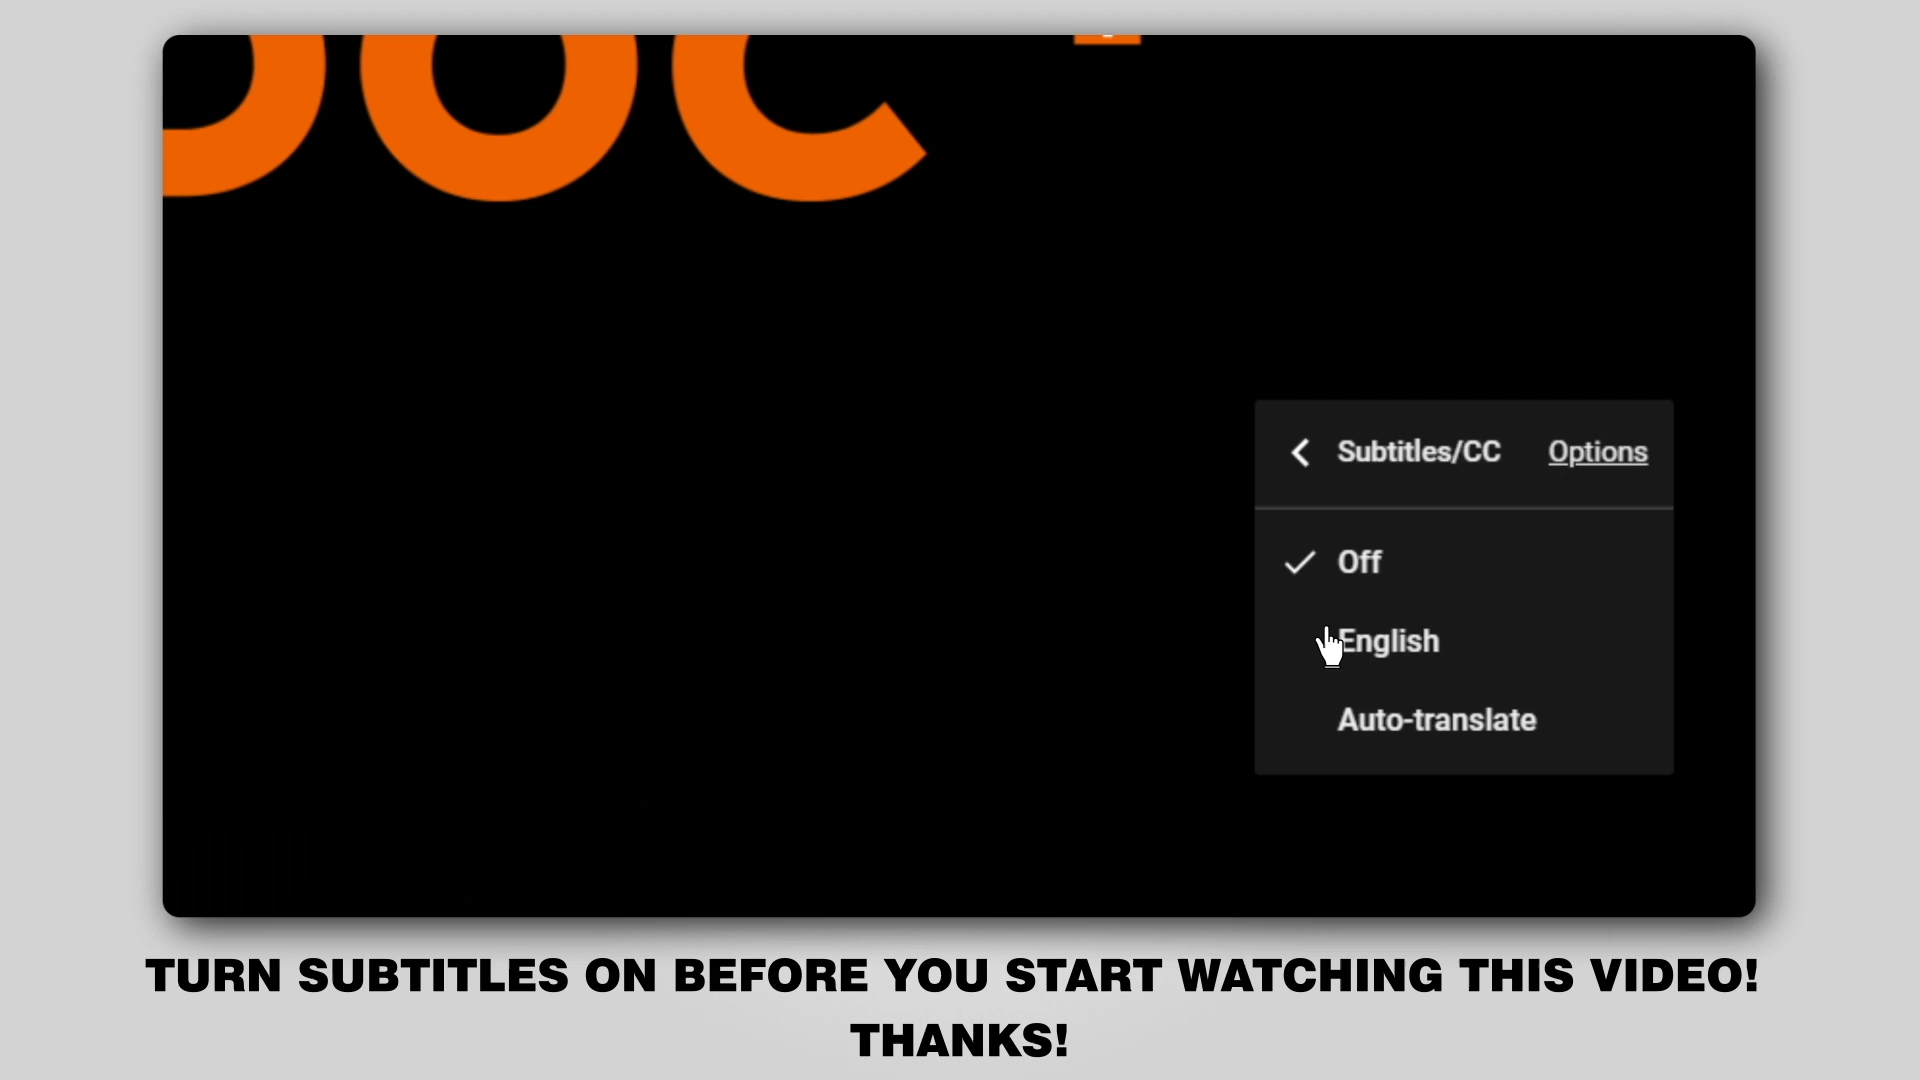 Subtitles/CC Options
Off
English
Auto-translate
TURN SUBTITLES ON BEFORE YOU START WATCHING THIS VIDEO!
THANKS!